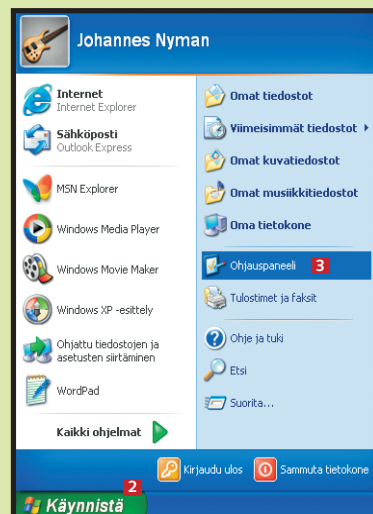 Johannes Nyman
Internet
Internet Explorer
Sähköposti
Outlook Express
MSN Explorer
Windows Media Player
Windows Movie Maker
Windows XP -esittely
Ohjattu tiedostojen ja
asetusten siirtäminen
WordPad
Kaikki ohjelmat
Omat tiedostot
Viimeisimmät tiedostot
Omat kuvatiedostot
Omat musiikkitiedostot
Oma tietokone
Ohjauspaneeli 3
Tulostimet ja faksit
Ohje ja tuki
Etsi
Suorita...
Kirjaudu ulos Sammuta tietokone
2
Käynnistä